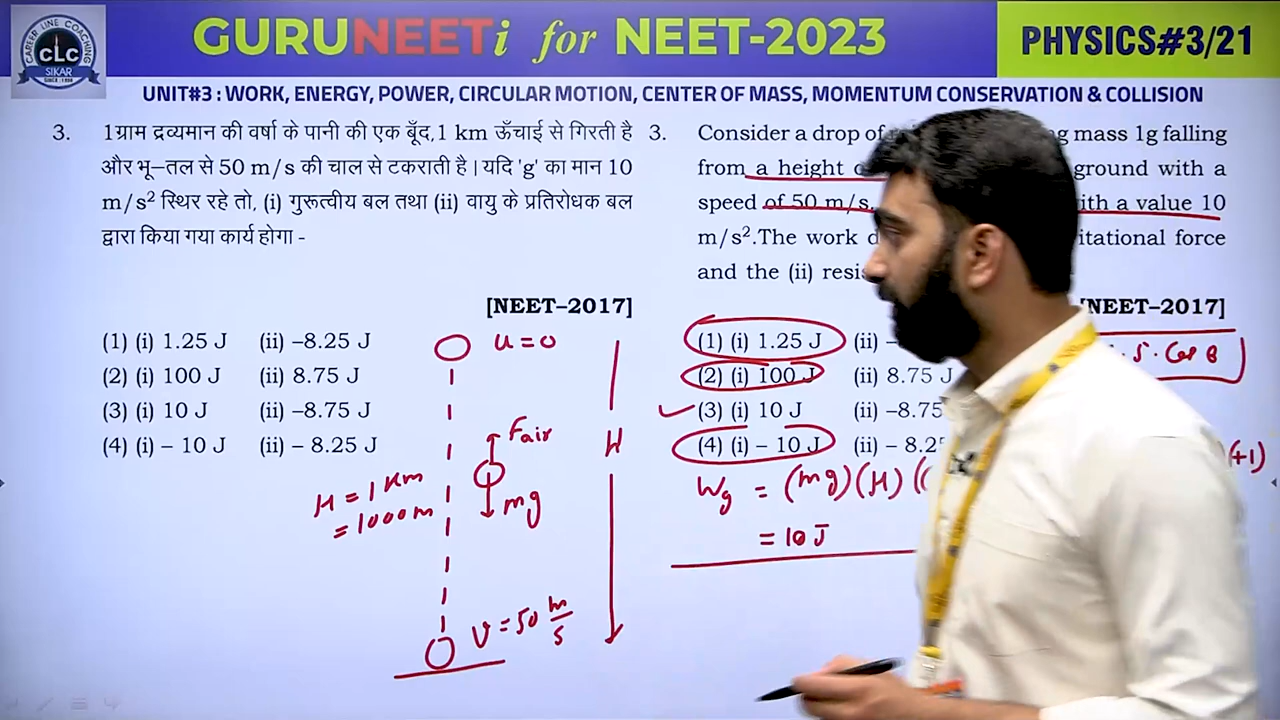 GURUNEETi for NEET-2023
PHYSICS#3/21
CAREER LINE COACHING
CLC
SIKAR
SINCE : 1996
UNIT#3 : WORK, ENERGY, POWER, CIRCULAR MOTION, CENTER OF MASS, MOMENTUM CONSERVATION & COLLISION
3. 1ग्राम द्रव्यमान की वर्षा के पानी की एक बूँद,1 km ऊँचाई से गिरती है
और भू–तल से 50 m/s की चाल से टकराती है। यदि 'g' का मान 10
m/s² स्थिर रहे तो, (i) गुरूत्वीय बल तथा (ii) वायु के प्रतिरोधक बल
द्वारा किया गया कार्य होगा -
[NEET–2017]
(1) (i) 1.25 J (ii) –8.25 J
(2) (i) 100 J (ii) 8.75 J
(3) (i) 10 J (ii) –8.75 J
(4) (i) – 10 J (ii) – 8.25 J
u = 0
Fair
mg
H
H = 1 Km
= 1000m
V = 50 m/s
3. Consider a drop of g mass 1g falling
from a height ground with a
speed of 50 m/s. with a value 10
m/s².The work itational force
and the (ii)
[NEET–2017]
(1) (i) 1.25 J (ii) –
(2) (i) 100 J (ii) 8.75 J
(3) (i) 10 J (ii) –8.75
(4) (i) – 10 J (ii) – 8.2
. S . Cos θ
(+1)
Wg = (mg)(H)(
= 10 J